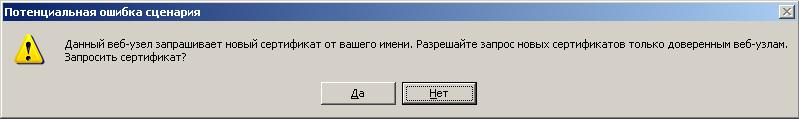 Потенциальная ошибка сценария
Данный веб-узел запрашивает новый сертификат от вашего имени. Разрешайте запрос новых сертификатов только доверенным веб-узлам.
Запросить сертификат?
Да Нет